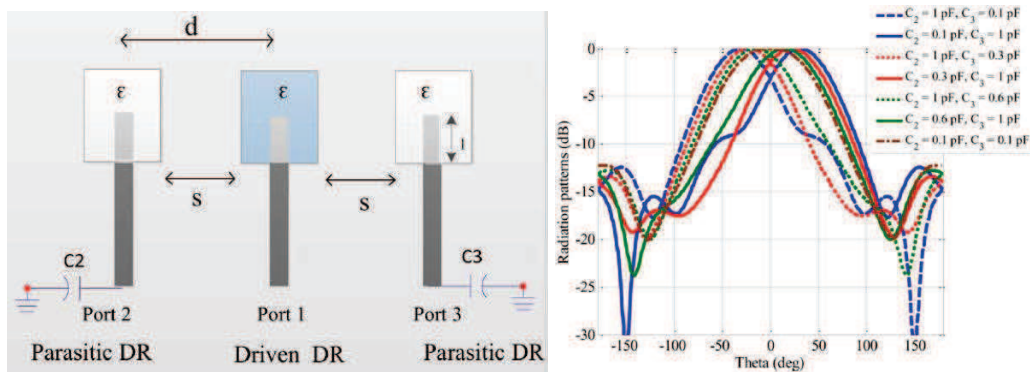 d
ε ε ε
l
s s
C2 C3
Port 2 Port 1 Port 3
Parasitic DR Driven DR Parasitic DR
C2 = 1 pF, C3 = 0.1 pF
C2 = 0.1 pF, C3 = 1 pF
C2 = 1 pF, C3 = 0.3 pF
C2 = 0.3 pF, C3 = 1 pF
C2 = 1 pF, C3 = 0.6 pF
C2 = 0.6 pF, C3 = 1 pF
C2 = 0.1 pF, C3 = 0.1 pF
Radiation patterns (dB)
0
-5
-10
-15
-20
-25
-30
-150 -100 -50 0 50 100 150
Theta (deg)